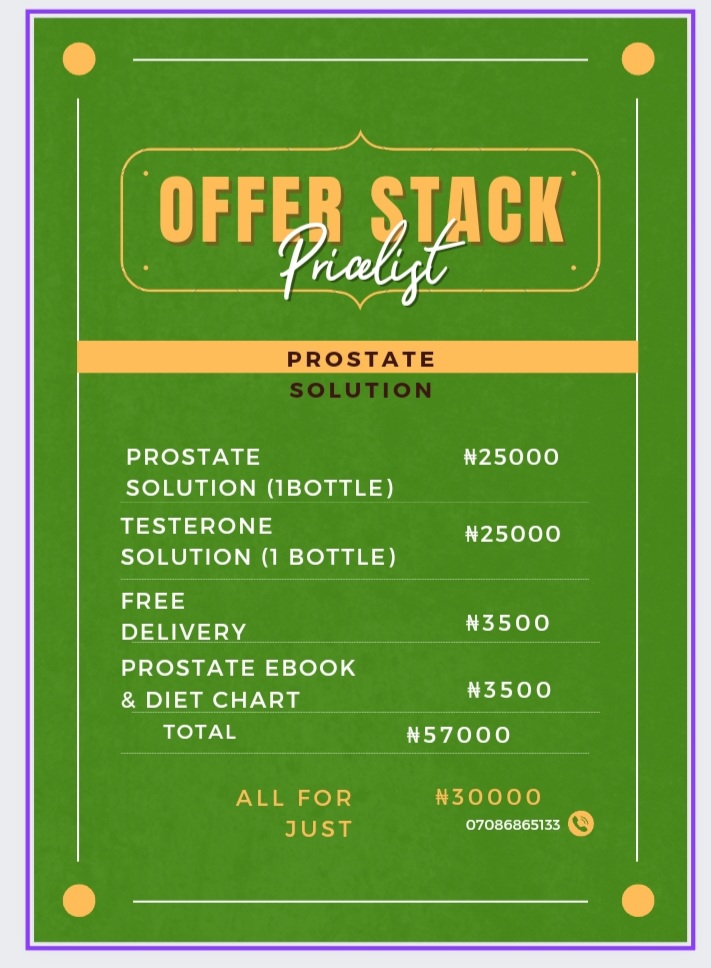 OFFER STACK
Pricelist
PROSTATE
SOLUTION
PROSTATE ₦25000
SOLUTION (1BOTTLE)
TESTERONE ₦25000
SOLUTION (1 BOTTLE)
FREE
DELIVERY ₦3500
PROSTATE EBOOK
& DIET CHART ₦3500
TOTAL ₦57000
ALL FOR ₦30000
JUST 07086865133